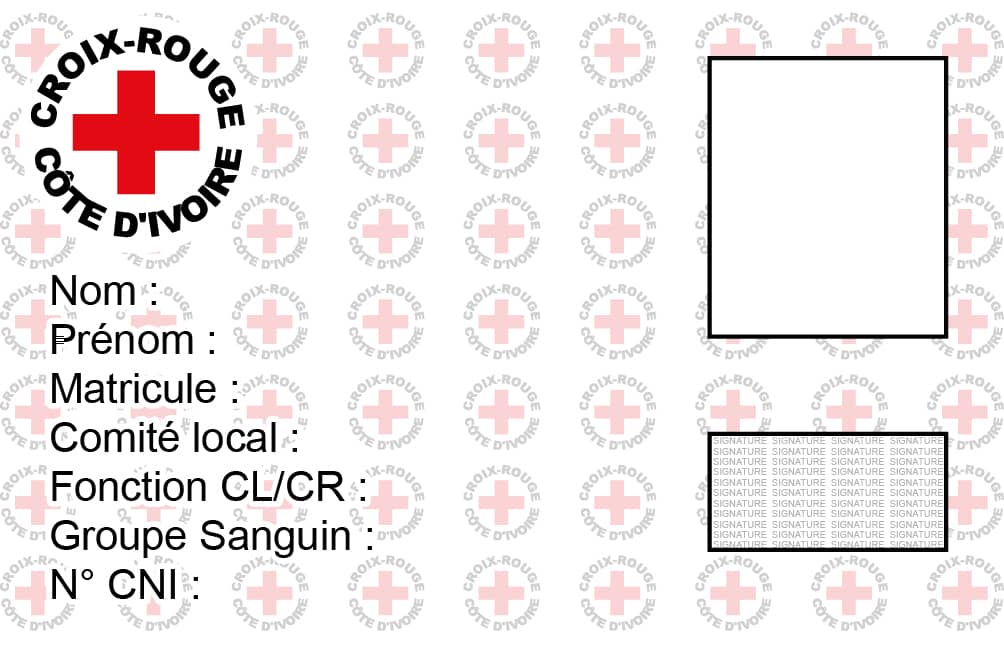 CROIX-ROUGE
CÔTE D'IVOIRE
Nom :
Prénom :
Matricule :
Comité local :
Fonction CL/CR :
Groupe Sanguin :
N° CNI :
SIGNATURE SIGNATURE SIGNATURE SIGNATURE
SIGNATURE SIGNATURE SIGNATURE SIGNATURE
SIGNATURE SIGNATURE SIGNATURE SIGNATURE
SIGNATURE SIGNATURE SIGNATURE SIGNATURE
SIGNATURE SIGNATURE SIGNATURE SIGNATURE
SIGNATURE SIGNATURE SIGNATURE SIGNATURE
SIGNATURE SIGNATURE SIGNATURE SIGNATURE
SIGNATURE SIGNATURE SIGNATURE SIGNATURE
SIGNATURE SIGNATURE SIGNATURE SIGNATURE
SIGNATURE SIGNATURE SIGNATURE SIGNATURE
SIGNATURE SIGNATURE SIGNATURE SIGNATURE